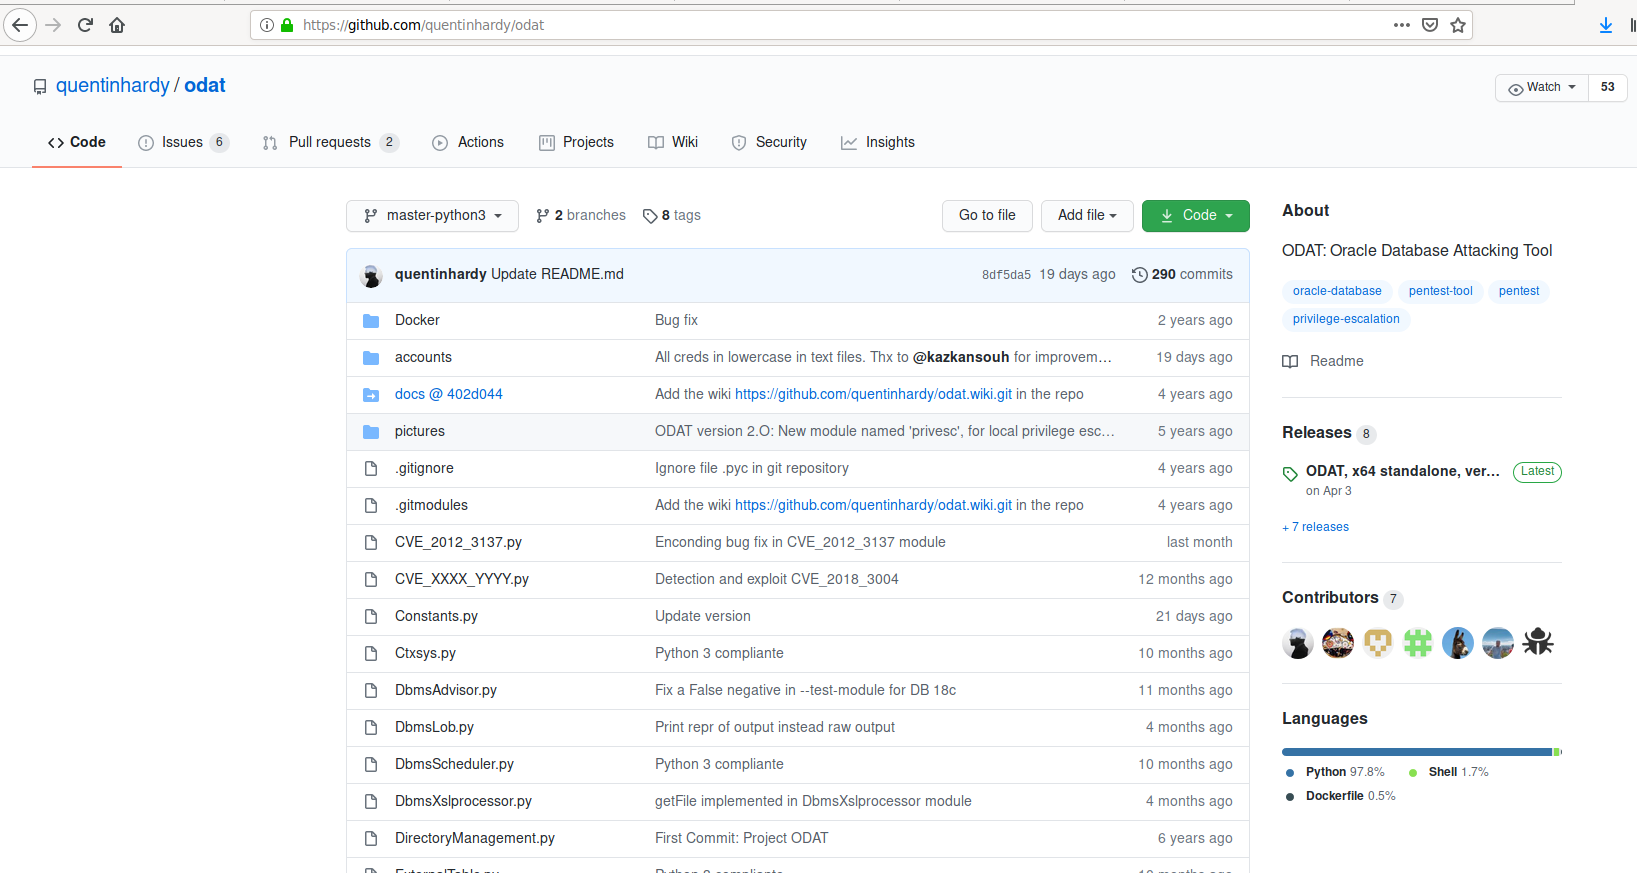 https://github.com/quentinhardy/odat
quentinhardy / odat
Watch 53
Code Issues 6 Pull requests 2 Actions Projects Wiki Security Insights
master-python3 2 branches 8 tags Go to file Add file Code
quentinhardy Update README.md 8df5da5 19 days ago 290 commits
Docker Bug fix 2 years ago
accounts All creds in lowercase in text files. Thx to @kazkansouh for improvem... 19 days ago
docs @ 402d044 Add the wiki https://github.com/quentinhardy/odat.wiki.git in the repo 4 years ago
pictures ODAT version 2.O: New module named 'privesc', for local privilege esc... 5 years ago
.gitignore Ignore file .pyc in git repository 4 years ago
.gitmodules Add the wiki https://github.com/quentinhardy/odat.wiki.git in the repo 4 years ago
CVE_2012_3137.py Enconding bug fix in CVE_2012_3137 module last month
CVE_XXXX_YYYY.py Detection and exploit CVE_2018_3004 12 months ago
Constants.py Update version 21 days ago
Ctxsys.py Python 3 compliante 10 months ago
DbmsAdvisor.py Fix a False negative in --test-module for DB 18c 11 months ago
DbmsLob.py Print repr of output instead raw output 4 months ago
DbmsScheduler.py Python 3 compliante 10 months ago
DbmsXslprocessor.py getFile implemented in DbmsXslprocessor module 4 months ago
DirectoryManagement.py First Commit: Project ODAT 6 years ago
About
ODAT: Oracle Database Attacking Tool
oracle-database pentest-tool pentest
privilege-escalation
Readme
Releases 8
ODAT, x64 standalone, ver... Latest
on Apr 3
+ 7 releases
Contributors 7
Languages
Python 97.8% Shell 1.7%
Dockerfile 0.5%